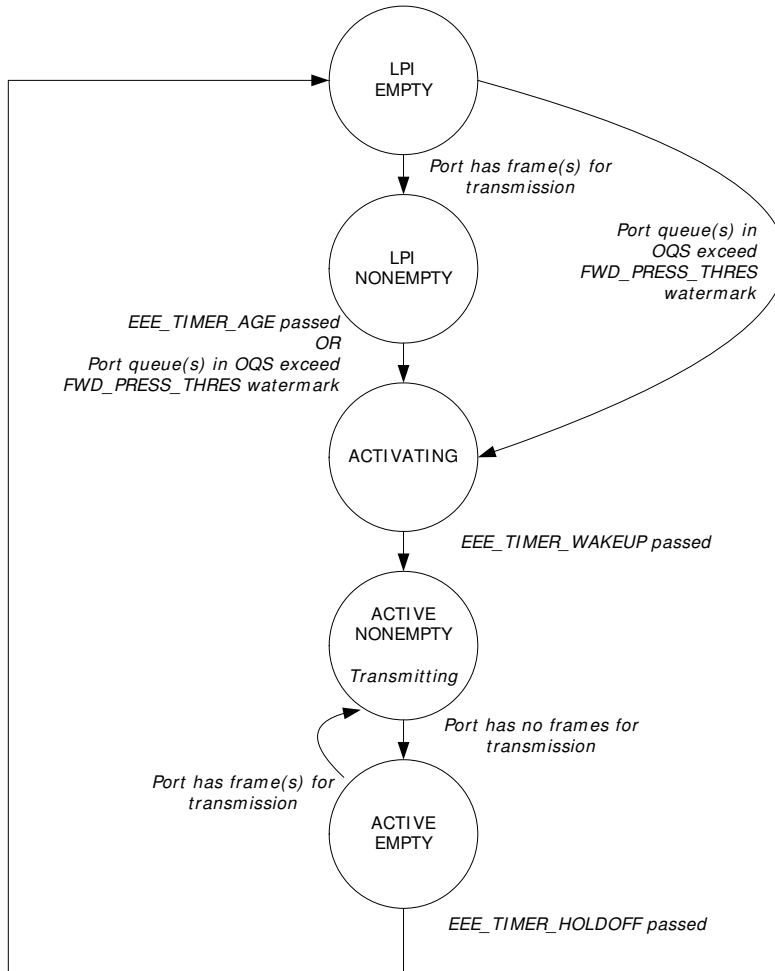 LPI
EMPTY
Port has frame(s) for
transmission
Port queue(s) in
OQS exceed
FWD_PRESS_THRES
watermark
LPI
NONEMPTY
EEE_TIMER_AGE passed
OR
Port queue(s) in OQS exceed
FWD_PRESS_THRES watermark
ACTIVATING
EEE_TIMER_WAKEUP passed
ACTIVE
NONEMPTY
Transmitting
Port has no frames for
transmission
Port has frame(s) for
transmission
ACTIVE
EMPTY
EEE_TIMER_HOLDOFF passed